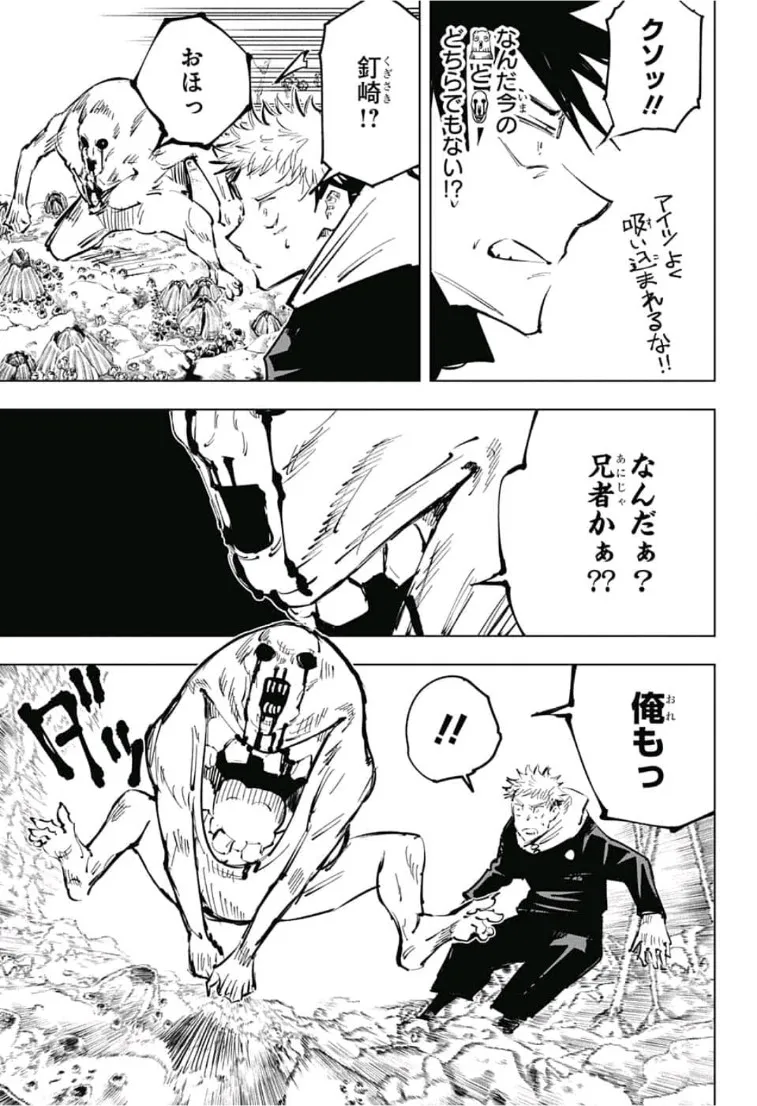 クソッ!!
なんだ今の
と
どちらでもない!?
アイツよく
吸い込まれるな!!
釘崎!?
おほっ
なんだぁ?
兄者かぁ??
俺もっ
!!
ダッ